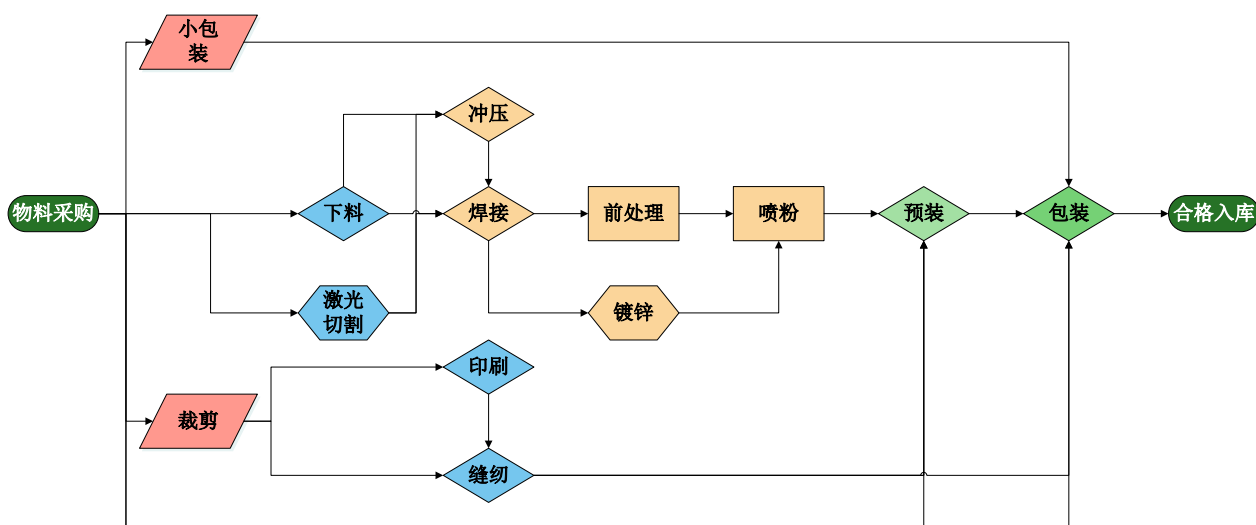 小包
装
冲压
物料采购
下料
焊接
前处理
喷粉
预装
包装
合格入库
激光
切割
镀锌
印刷
裁剪
缝纫